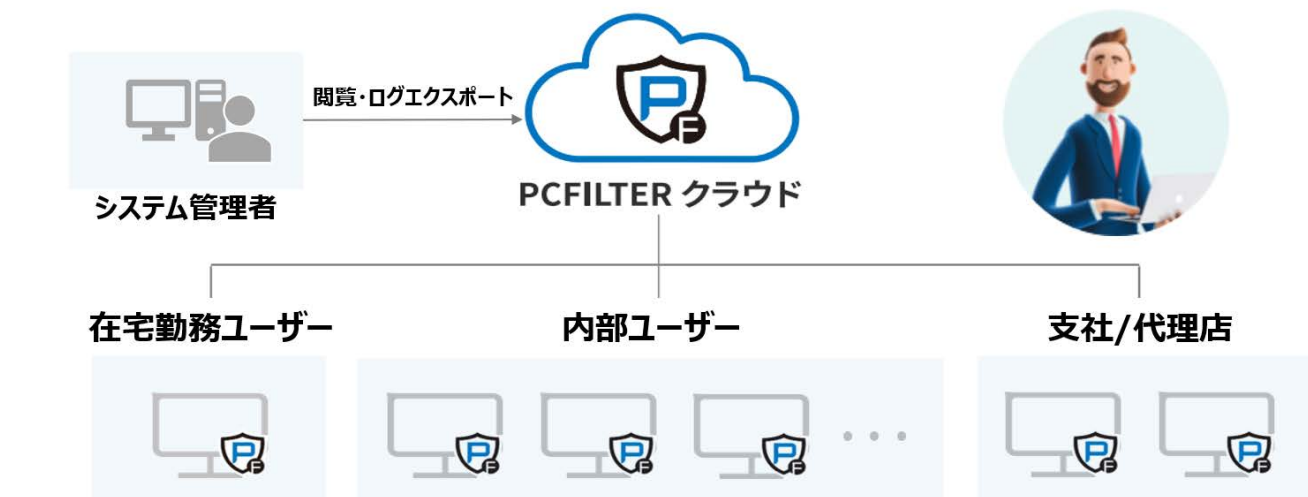 閲覧・ログエクスポート
システム管理者
PCFILTER クラウド
在宅勤務ユーザー
内部ユーザー
支社/代理店